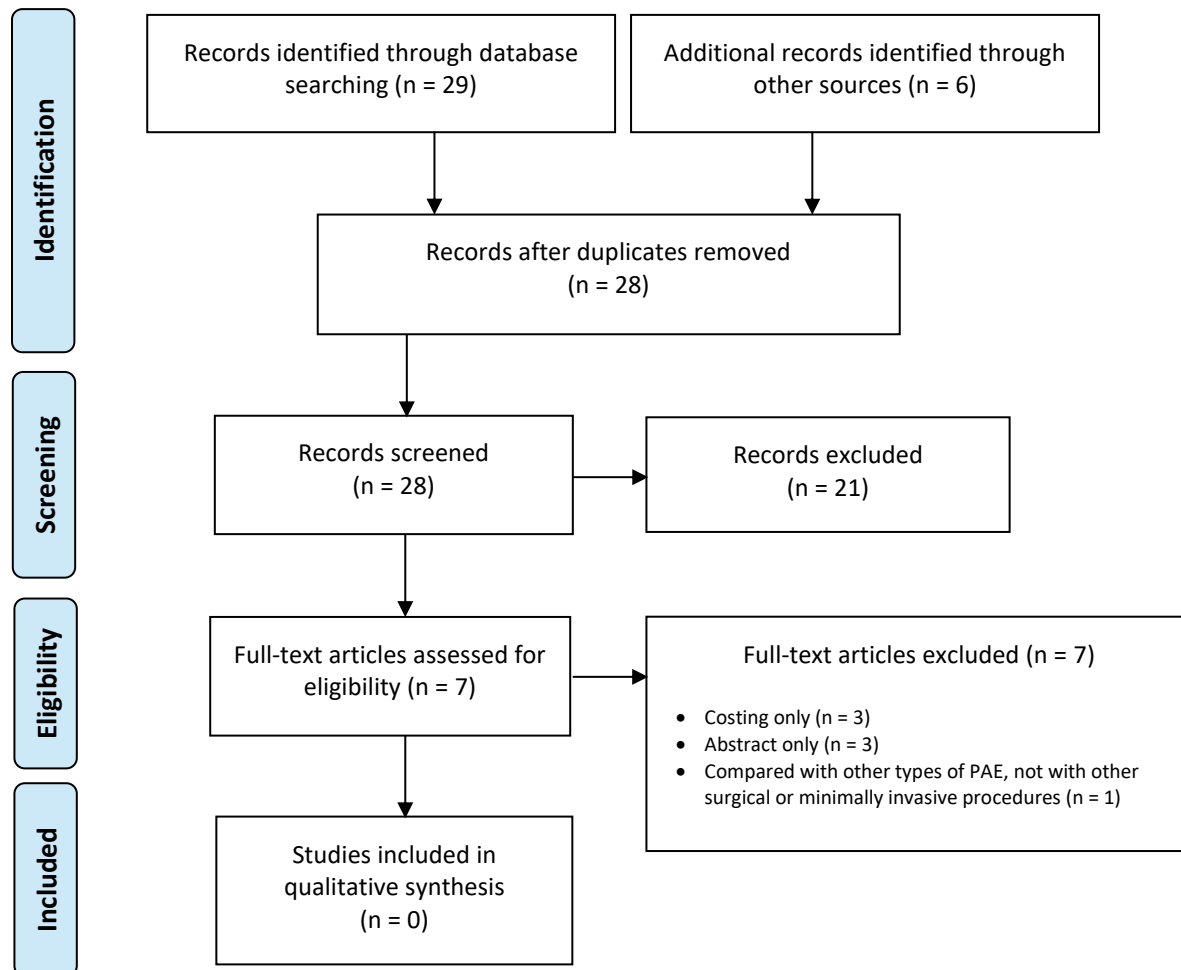 Identification
Records identified through database
searching (n = 29)
Additional records identified through
other sources (n = 6)
Records after duplicates removed
(n = 28)
Screening
Records screened
(n = 28)
Records excluded
(n = 21)
Eligibility
Full-text articles assessed for
eligibility (n = 7)
Full-text articles excluded (n = 7)
• Costing only (n = 3)
• Abstract only (n = 3)
• Compared with other types of PAE, not with other
surgical or minimally invasive procedures (n = 1)
Included
Studies included in
qualitative synthesis
(n = 0)